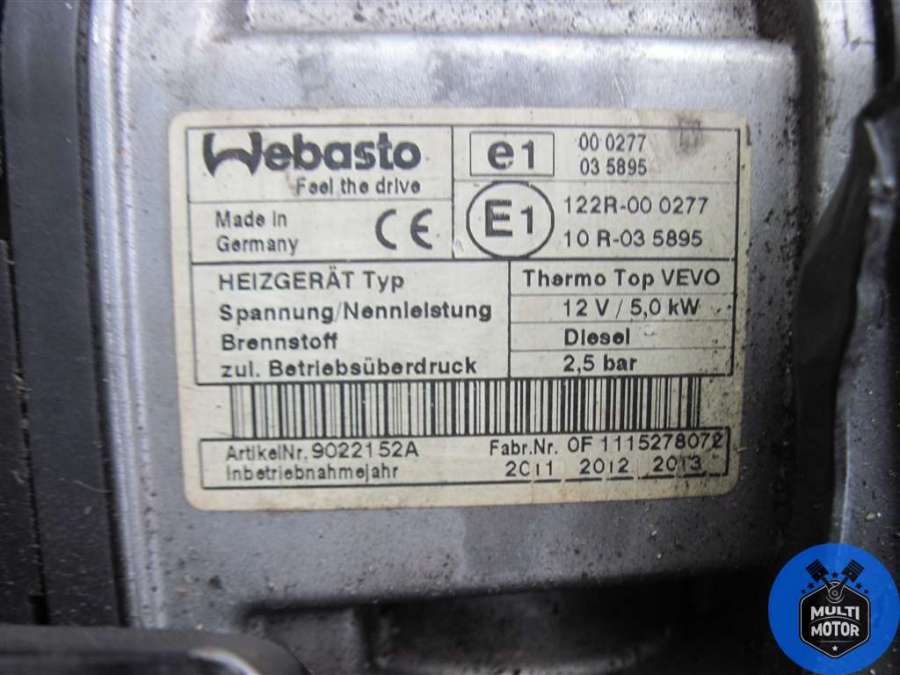 Webasto
Feel the drive
Made in
Germany
CE
e1
00 0277
03 5895
E1
122R-00 0277
10 R-03 5895
HEIZGERÄT Typ
Thermo Top VEVO
Spannung/Nennleistung
12 V / 5,0 kW
Brennstoff
Diesel
zul. Betriebsüberdruck
2,5 bar
ArtikelNr. 9022152A
Fabr.Nr. 0F 1115278072
Inbetriebnahmejahr
2011 2012 2013
MULTI
MOTOR